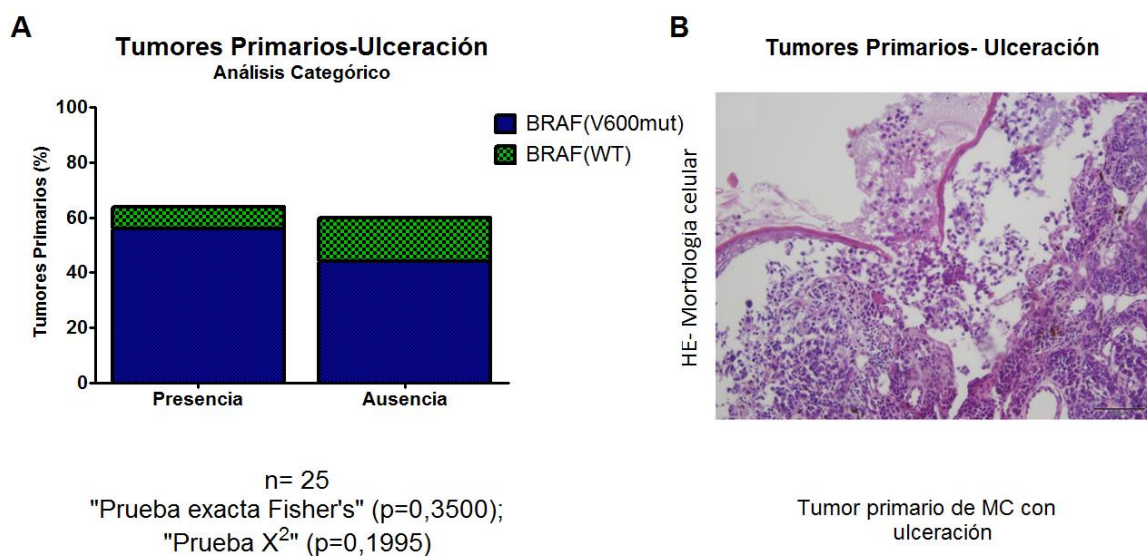 A
Tumores Primarios-Ulceración
Análisis Categórico
Tumores Primarios (%)
100
80
60
40
20
0
Presencia
Ausencia
BRAF(V600mut)
BRAF(WT)
n= 25
"Prueba exacta Fisher's" (p=0,3500);
"Prueba X² " (p=0,1995)
B
Tumores Primarios- Ulceración
HE- Morfologia celular
Tumor primario de MC con
ulceración